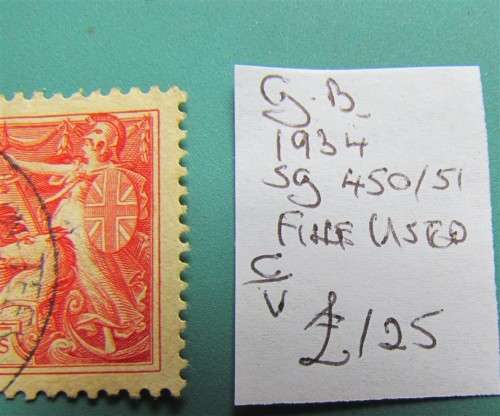 G.B.
1934
SG 450/51
FINE USED
C/V
£125